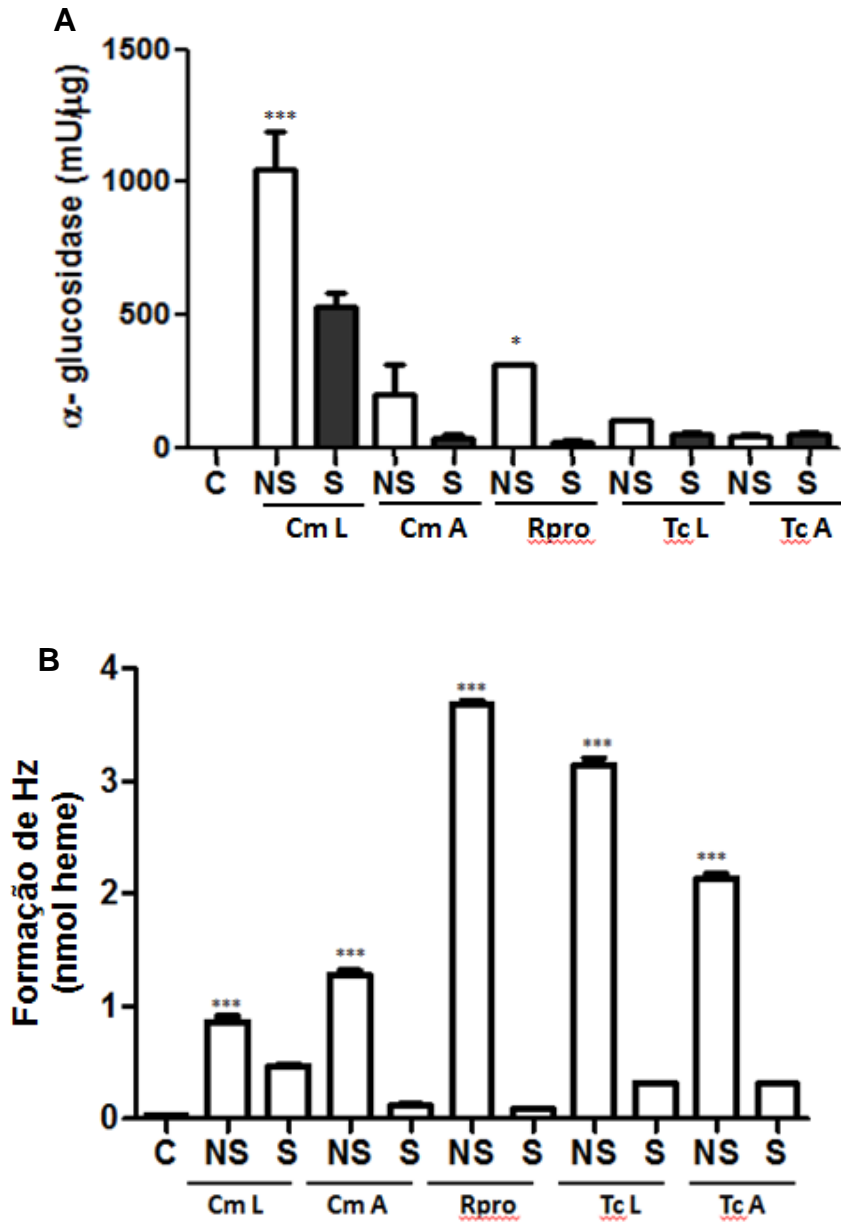 A
α- glucosidase (mU/µg)
1500
1000
500
0
***
*
C NS S NS S NS S NS S NS S
Cm L Cm A Rpro Tc L Tc A
B
Formação de Hz
(nmol heme)
4
3
2
1
0
*** *** *** *** ***
C NS S NS S NS S NS S NS S
Cm L Cm A Rpro Tc L Tc A